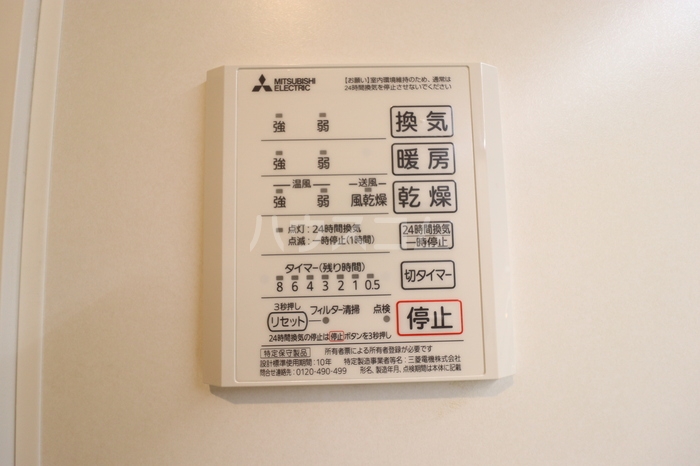 MITSUBISHI
ELECTRIC
【お願い】室内環境維持のため、通常は
24時間換気を停止させないでください
強 弱 換気
強 弱 暖房
温風 送風
強 弱 風乾燥 乾燥
点灯:24時間換気
点滅:一時停止(1時間)
24時間換気
一時停止
タイマー(残り時間)
8 6 4 3 2 1 0.5
切タイマー
3秒押し
リセット フィルター清掃 点検
停止
24時間換気の停止は停止ボタンを3秒押し
特定保守製品 所有者票による所有者登録が必要です
設計標準使用期間:10年 特定製造事業者等名:三菱電機株式会社
問合せ連絡先:0120-490-499 形名、製造年月、点検期間は本体に記載